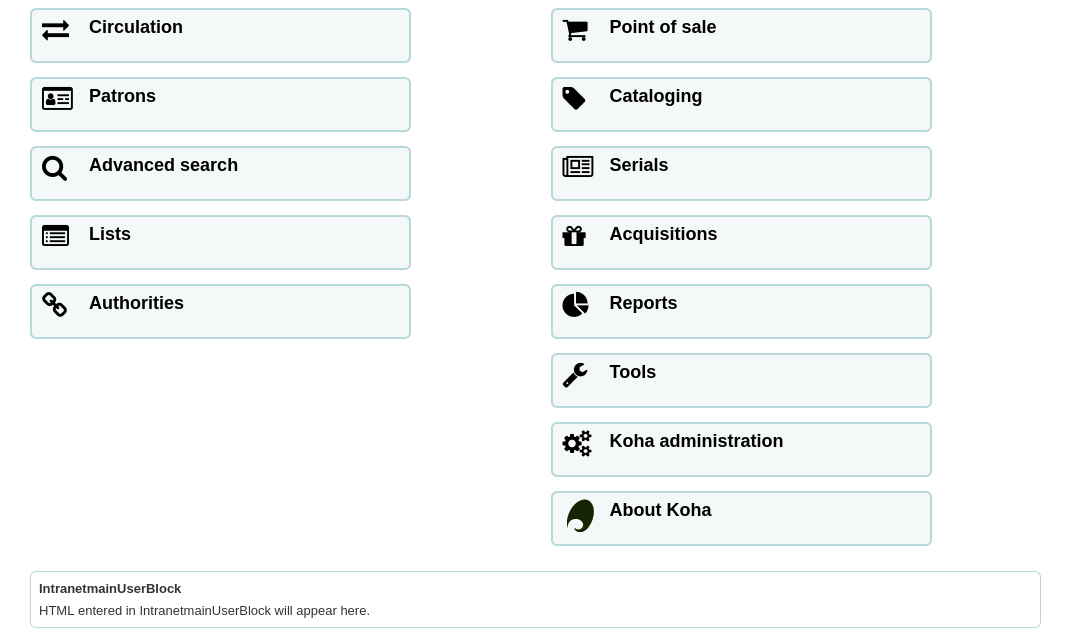 Circulation
Patrons
Advanced search
Lists
Authorities
Point of sale
Cataloging
Serials
Acquisitions
Reports
Tools
Koha administration
About Koha
IntranetmainUserBlock
HTML entered in IntranetmainUserBlock will appear here.